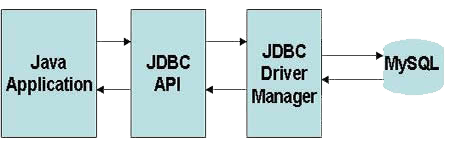 Java
Application
JDBC
API
JDBC
Driver
Manager
MySQL